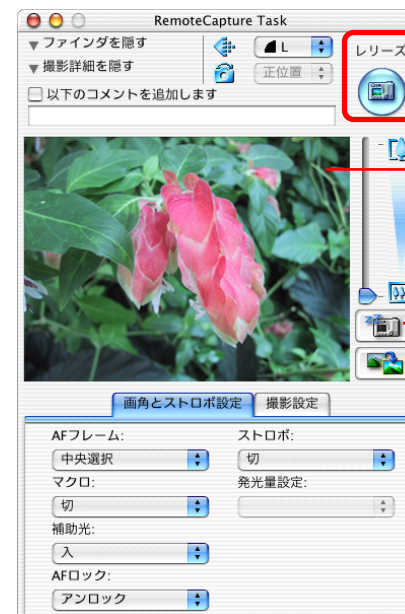 RemoteCapture Task
ファインダを隠す
L
レリーズ
撮影詳細を隠す
正位置
以下のコメントを追加します
画角とストロボ設定 撮影設定
AFフレーム: ストロボ:
中央選択 切
マクロ: 発光量設定:
切
補助光:
入
AFロック:
アンロック